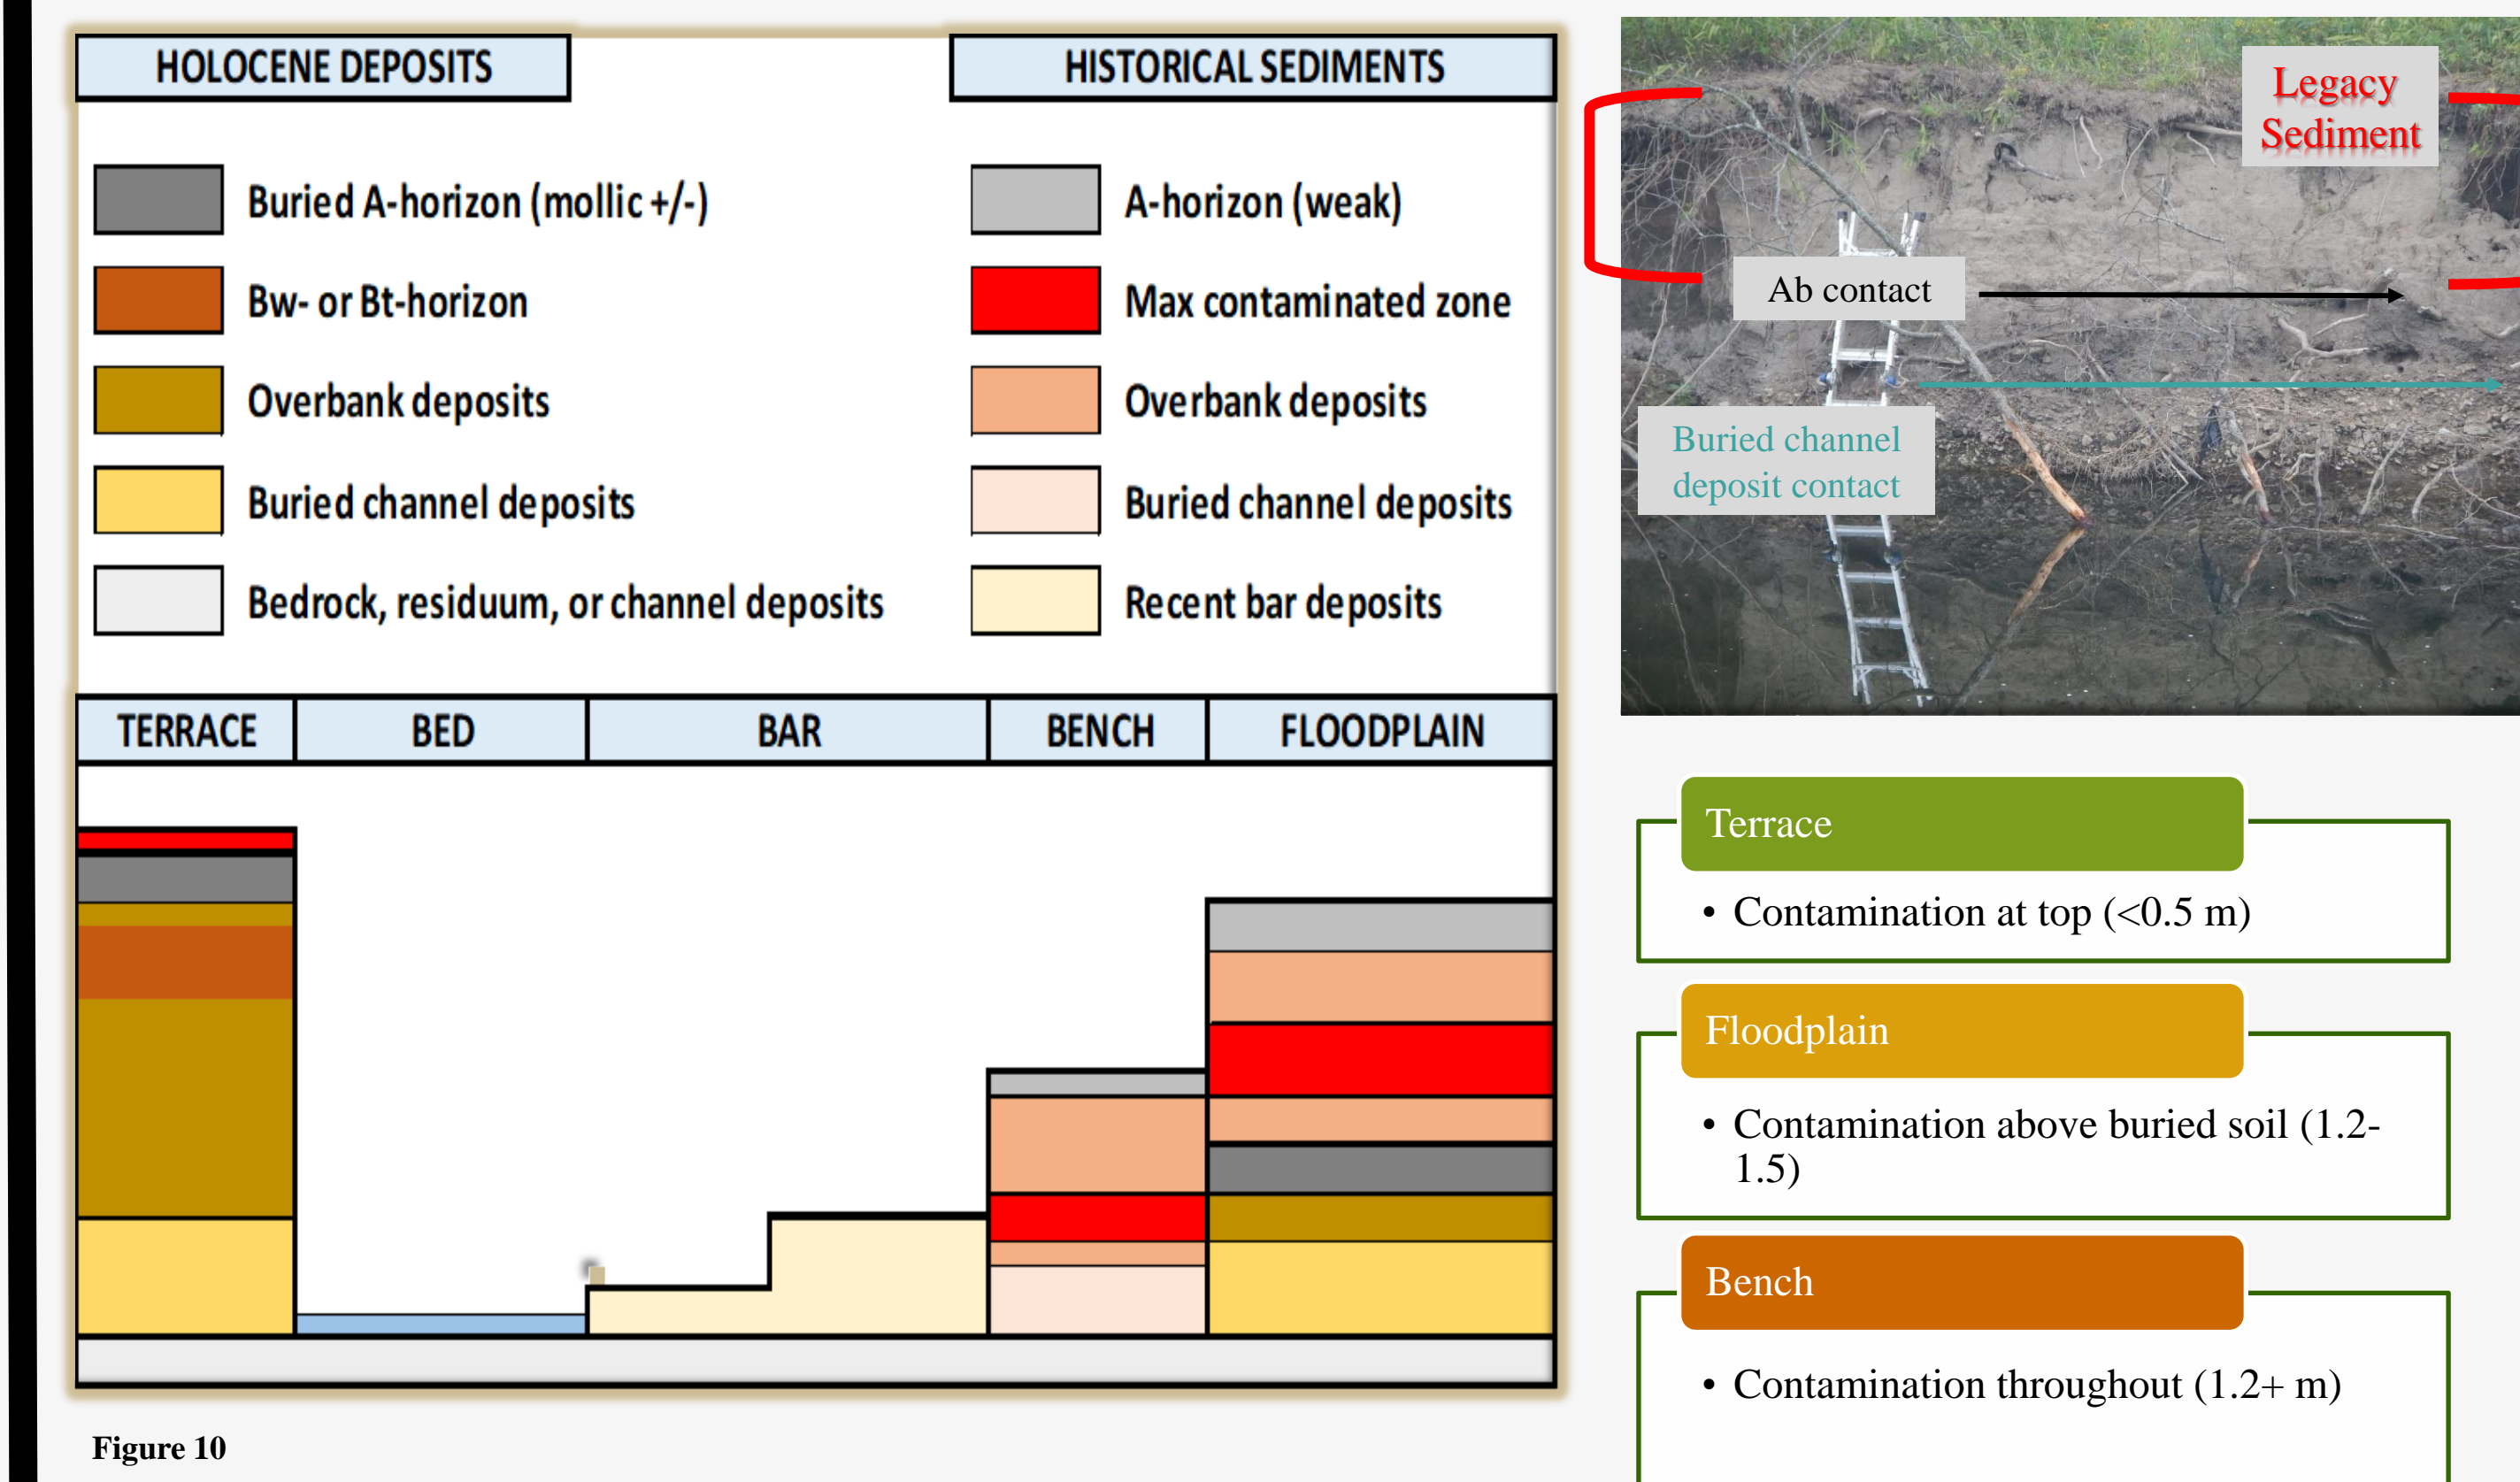 HOLOCENE DEPOSITS
HISTORICAL SEDIMENTS
Buried A-horizon (mollic +/-)
Bw- or Bt-horizon
Overbank deposits
Buried channel deposits
Bedrock, residuum, or channel deposits
A-horizon (weak)
Max contaminated zone
Overbank deposits
Buried channel deposits
Recent bar deposits
TERRACE
BED
BAR
BENCH
FLOODPLAIN
Figure 10
Legacy
Sediment
Ab contact
Buried channel
deposit contact
Terrace
• Contamination at top (<0.5 m)
Floodplain
• Contamination above buried soil (1.2-
1.5)
Bench
• Contamination throughout (1.2+ m)